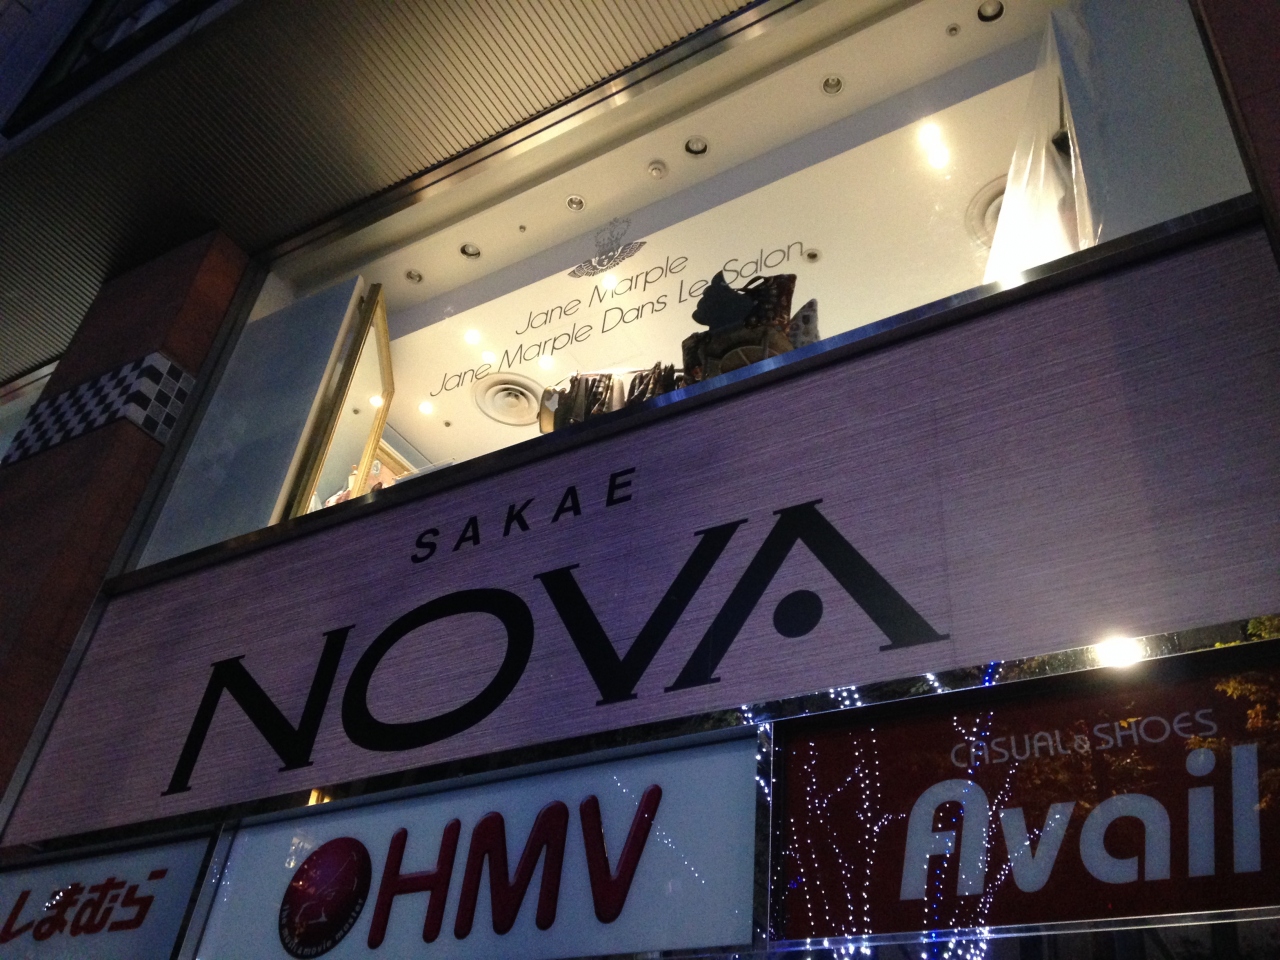 Jane Marple
Jane Marple Dans Le Salon
SAKAE
NOVA
しまむら
HMV
CASUAL & SHOES
Avail